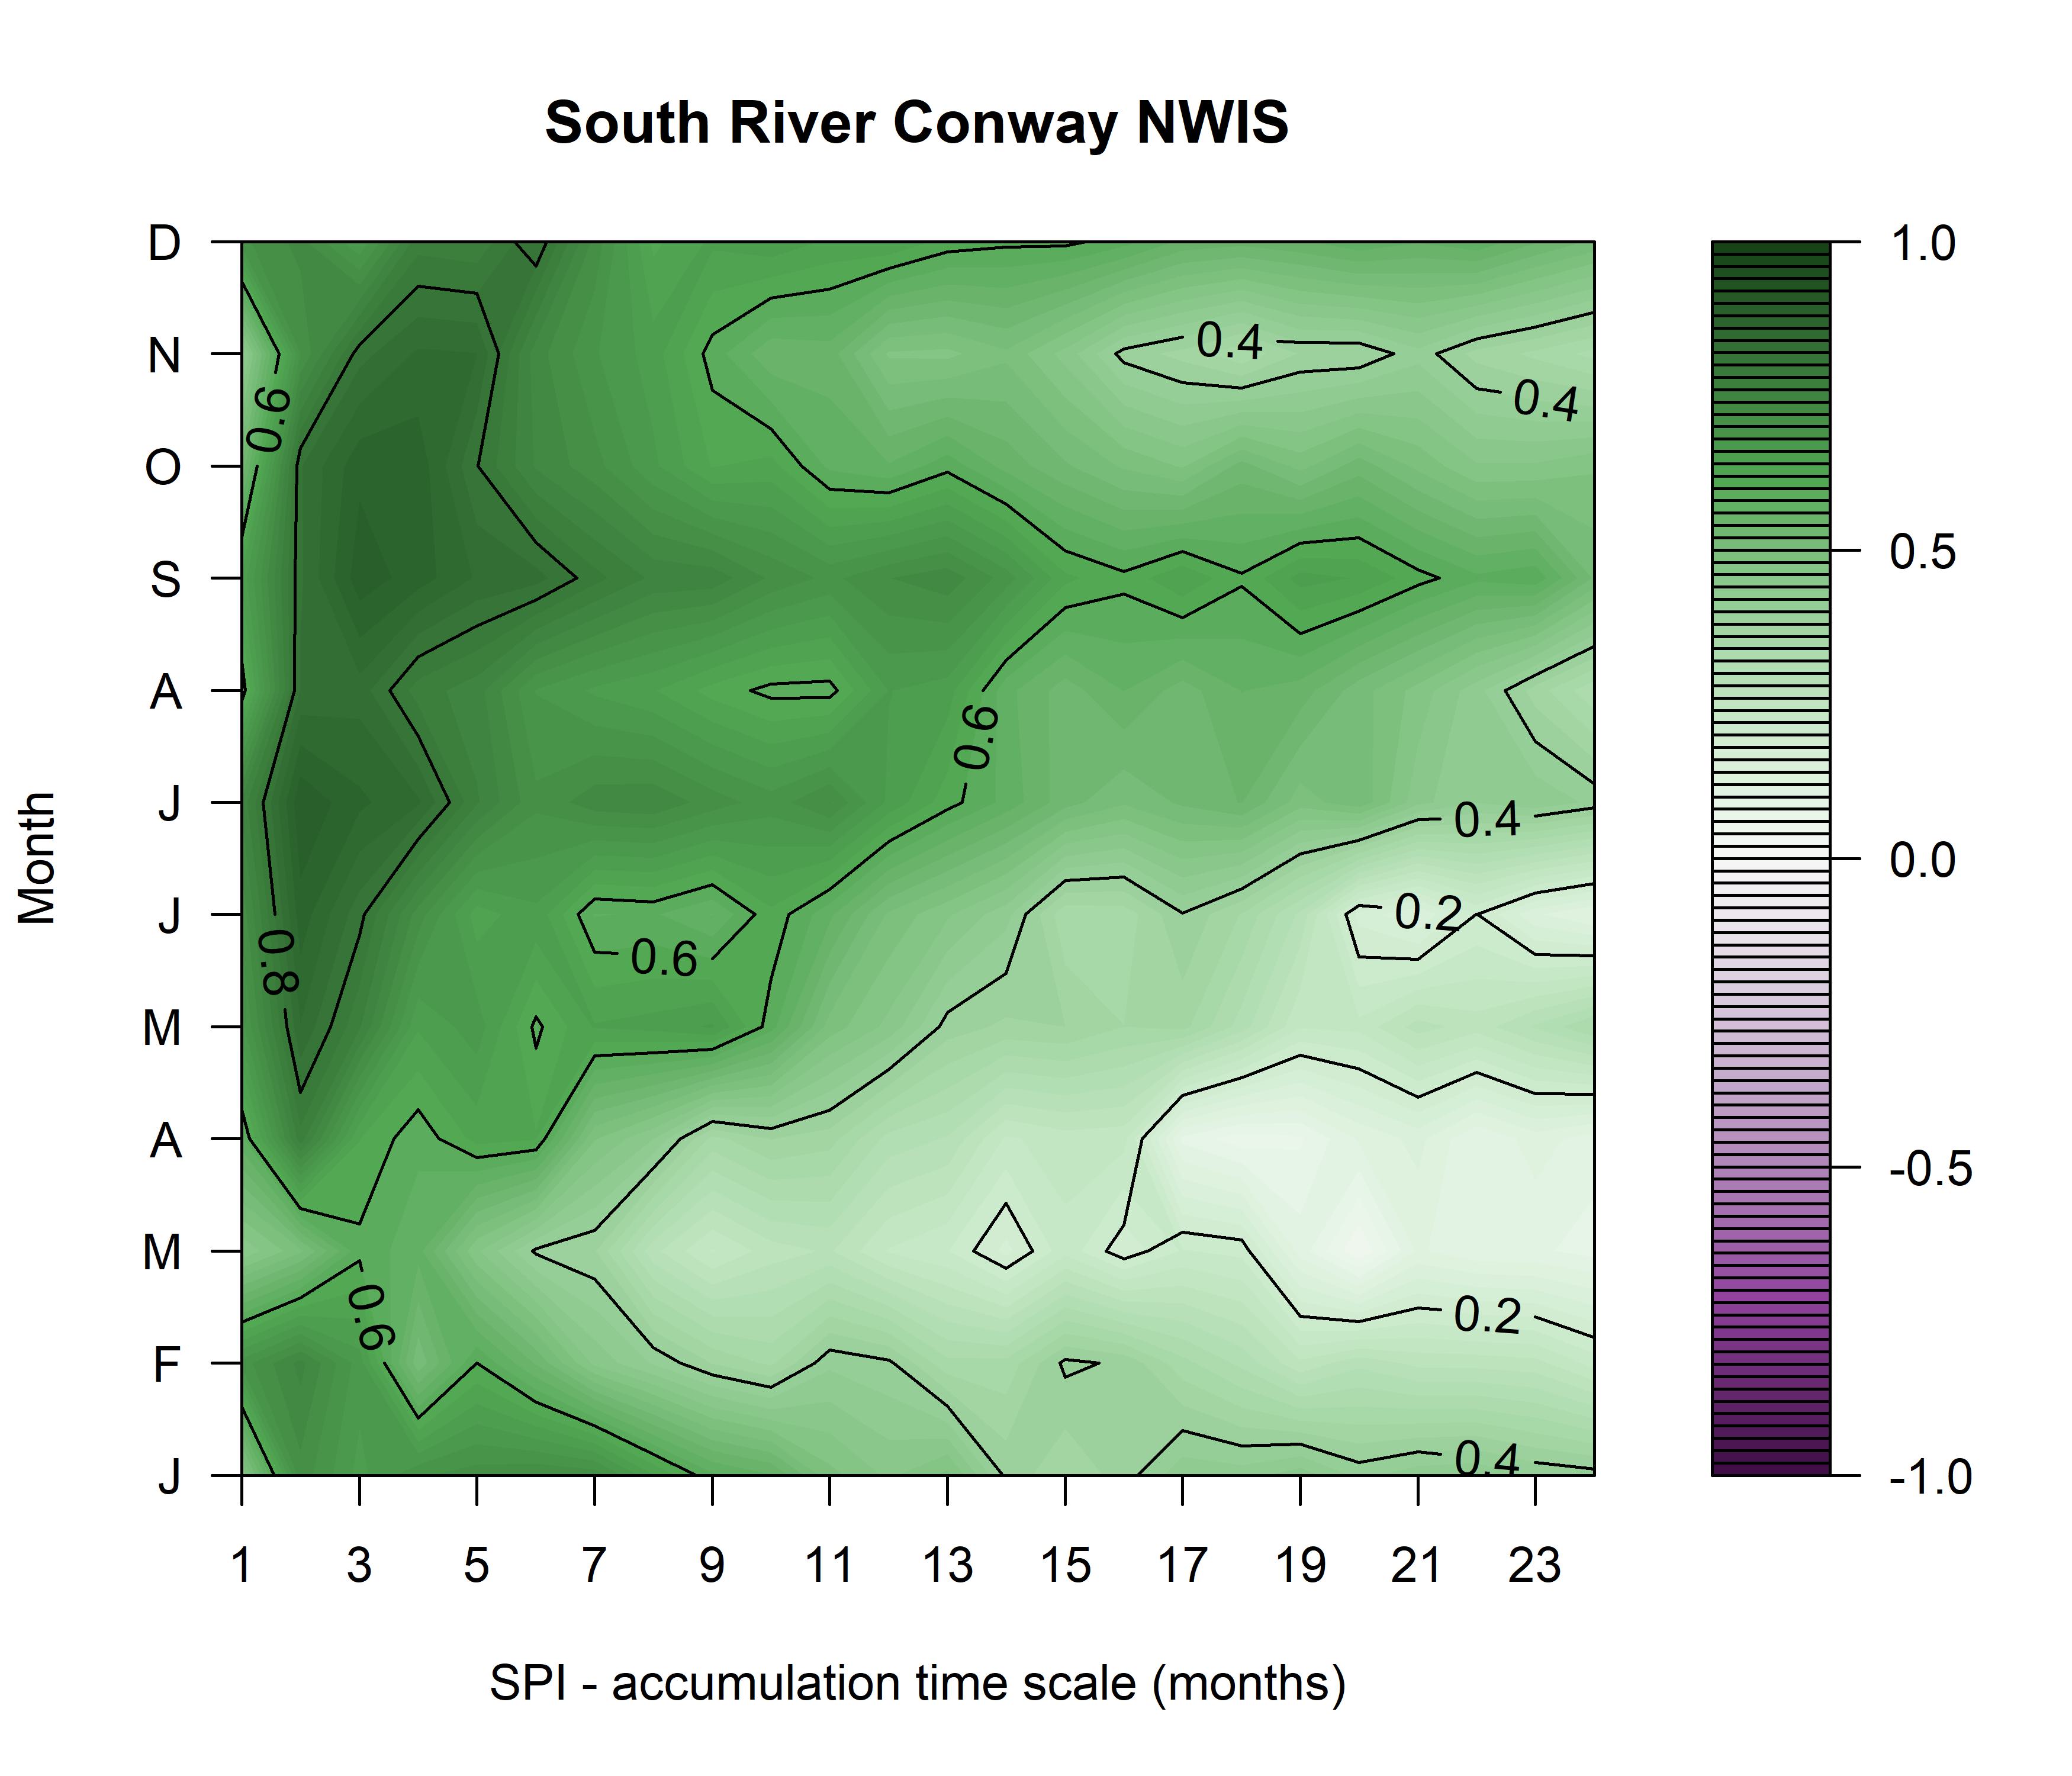 South River Conway NWIS
D
N
O
S
A
J
J
M
A
M
F
J
Month
0.6
0.8
0.6
0.6
0.6
0.4
0.4
0.4
0.2
0.2
0.4
1.0
0.5
0.0
-0.5
-1.0
1 3 5 7 9 11 13 15 17 19 21 23
SPI - accumulation time scale (months)